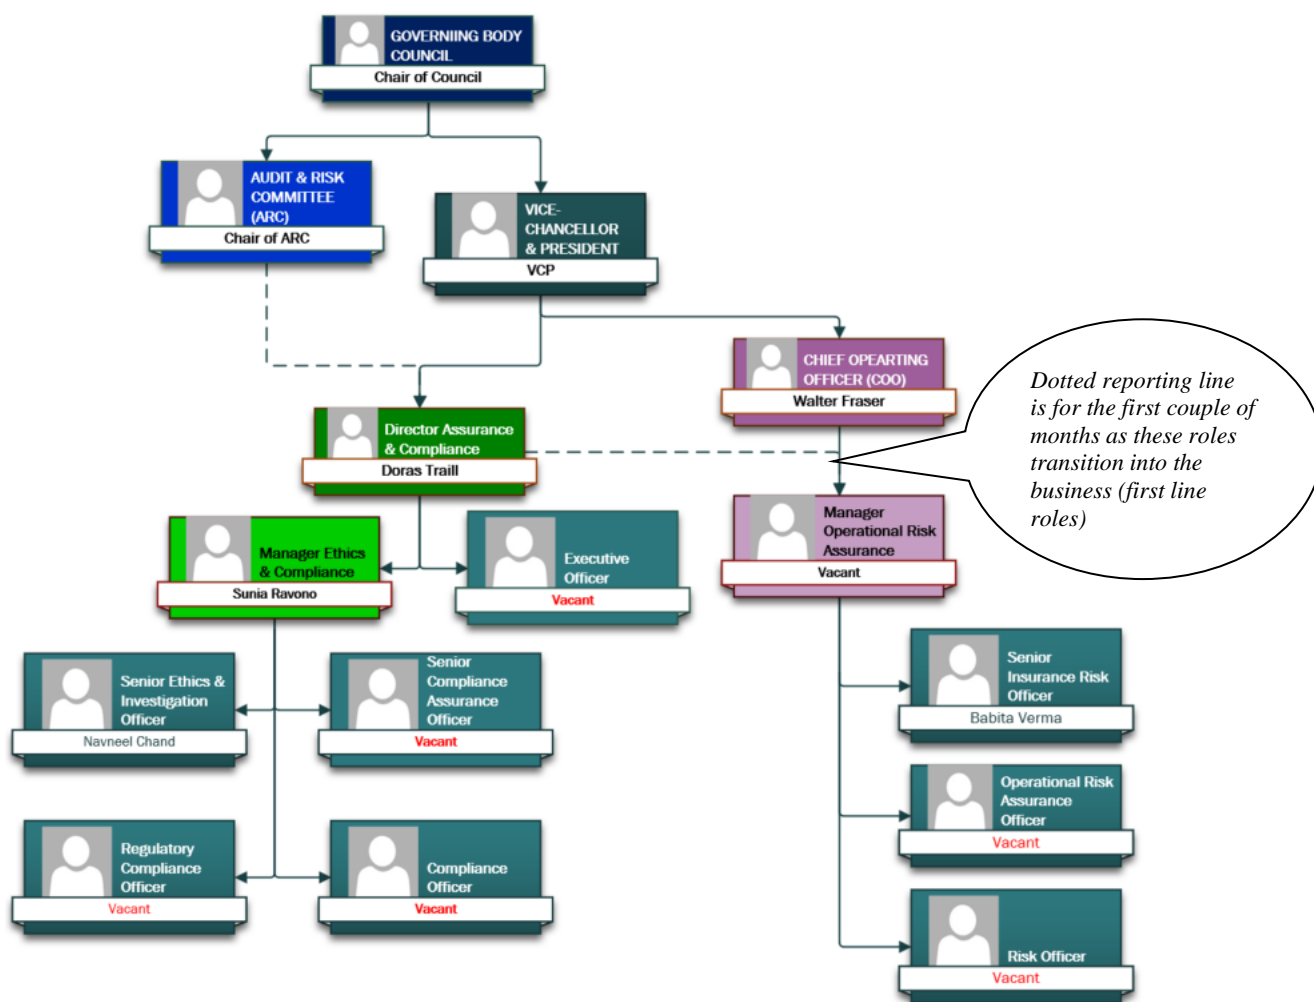 GOVERNIING BODY
COUNCIL
Chair of Council
AUDIT & RISK
COMMITTEE
(ARC)
Chair of ARC
VICE-
CHANCELLOR
& PRESIDENT
VCP
CHIEF OPEARTING
OFFICER (COO)
Walter Fraser
Dotted reporting line
is for the first couple of
months as these roles
transition into the
business (first line
roles)
Director Assurance
& Compliance
Doras Traill
Manager Ethics
& Compliance
Sunia Ravono
Executive
Officer
Vacant
Manager
Operational Risk
Assurance
Vacant
Senior Ethics &
Investigation
Officer
Navneel Chand
Senior
Compliance
Assurance
Officer
Vacant
Senior
Insurance Risk
Officer
Babita Verma
Regulatory
Compliance
Officer
Vacant
Compliance
Officer
Vacant
Operational Risk
Assurance
Officer
Vacant
Risk Officer
Vacant